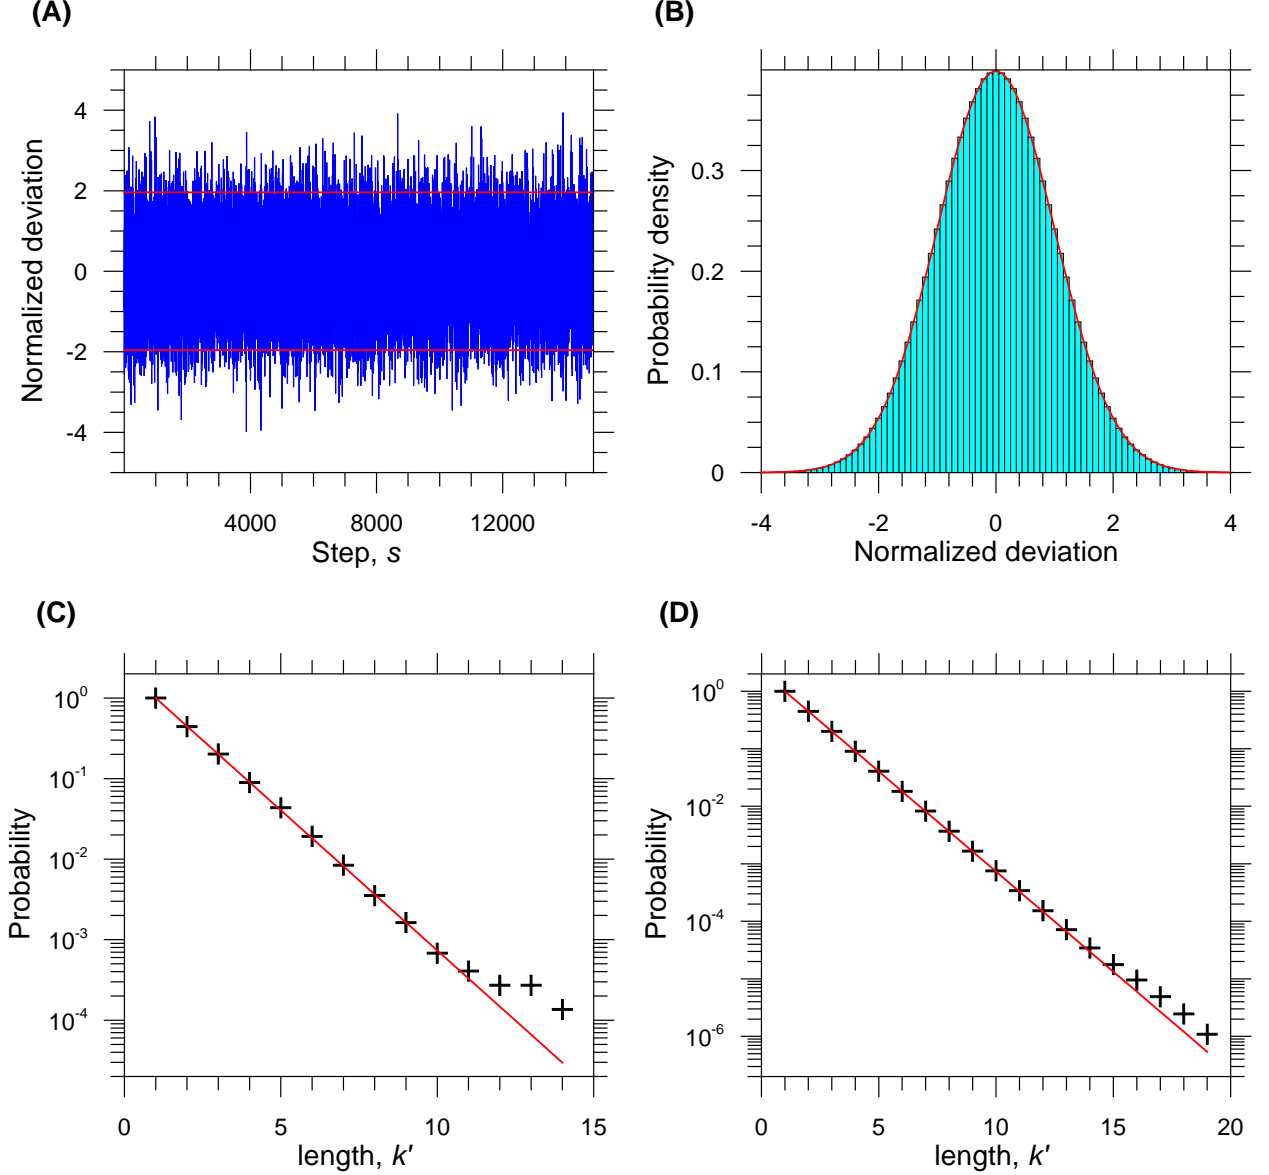 (A) (B)
Normalized deviation
4
2
0
-2
-4
4000 8000 12000
Step, s
Probability density
0.3
0.2
0.1
0
-4 -2 0 2 4
Normalized deviation
(C) (D)
Probability
10^0
10^-1
10^-2
10^-3
10^-4
0 5 10 15
length, k'
Probability
10^0
10^-2
10^-4
10^-6
0 5 10 15 20
length, k'